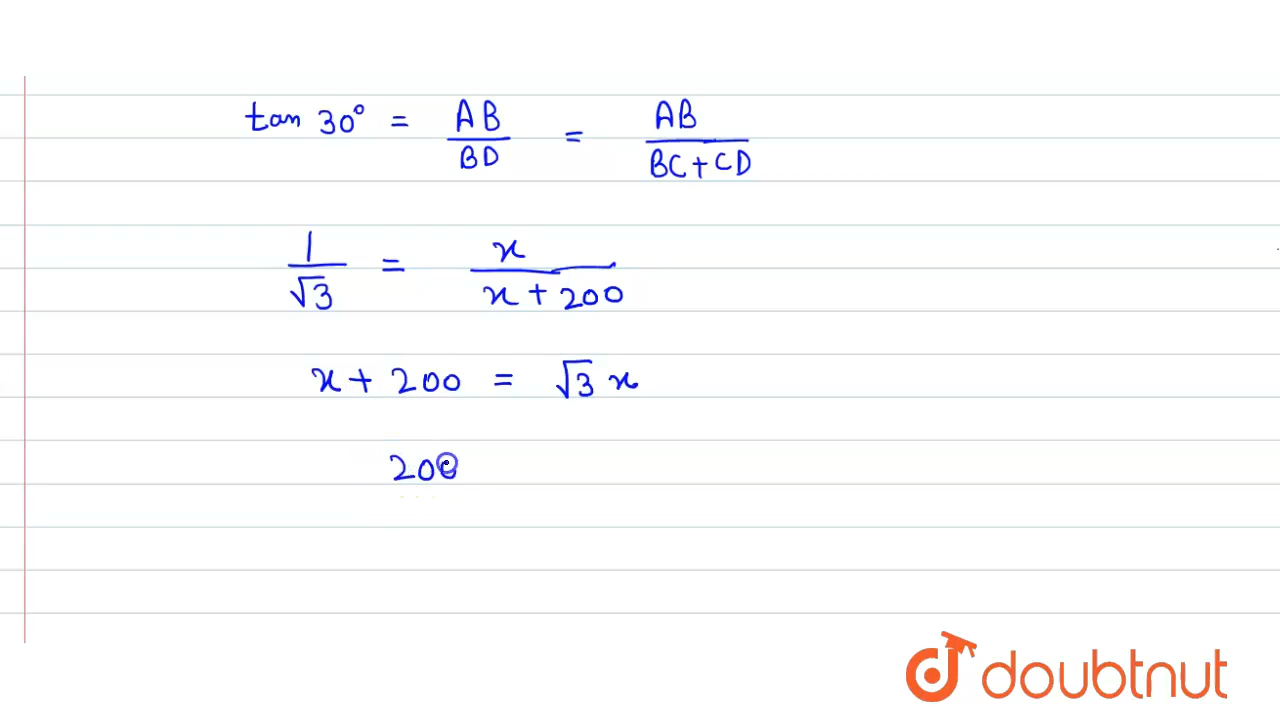 tan 30° = AB/BD = AB/(BC+CD)
1/√3 = x/(x+200)
x+200 = √3 x
200
doubtnut